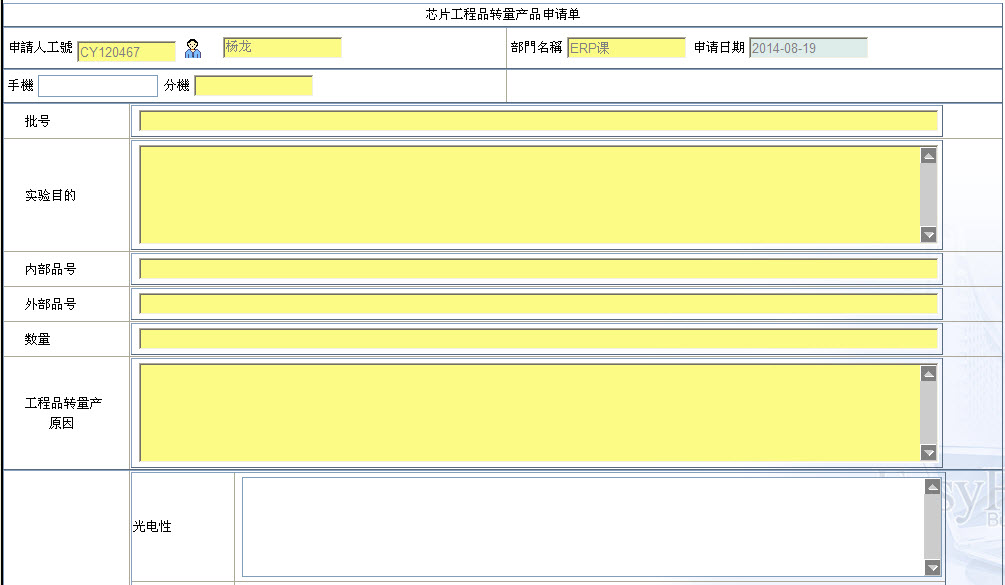 芯片工程品转量产品申请单
申請人工號 CY120467 杨龙 部門名稱 ERP课 申请日期 2014-08-19
手機 分機
批号
实验目的
内部品号
外部品号
数量
工程品转量产
原因
光电性